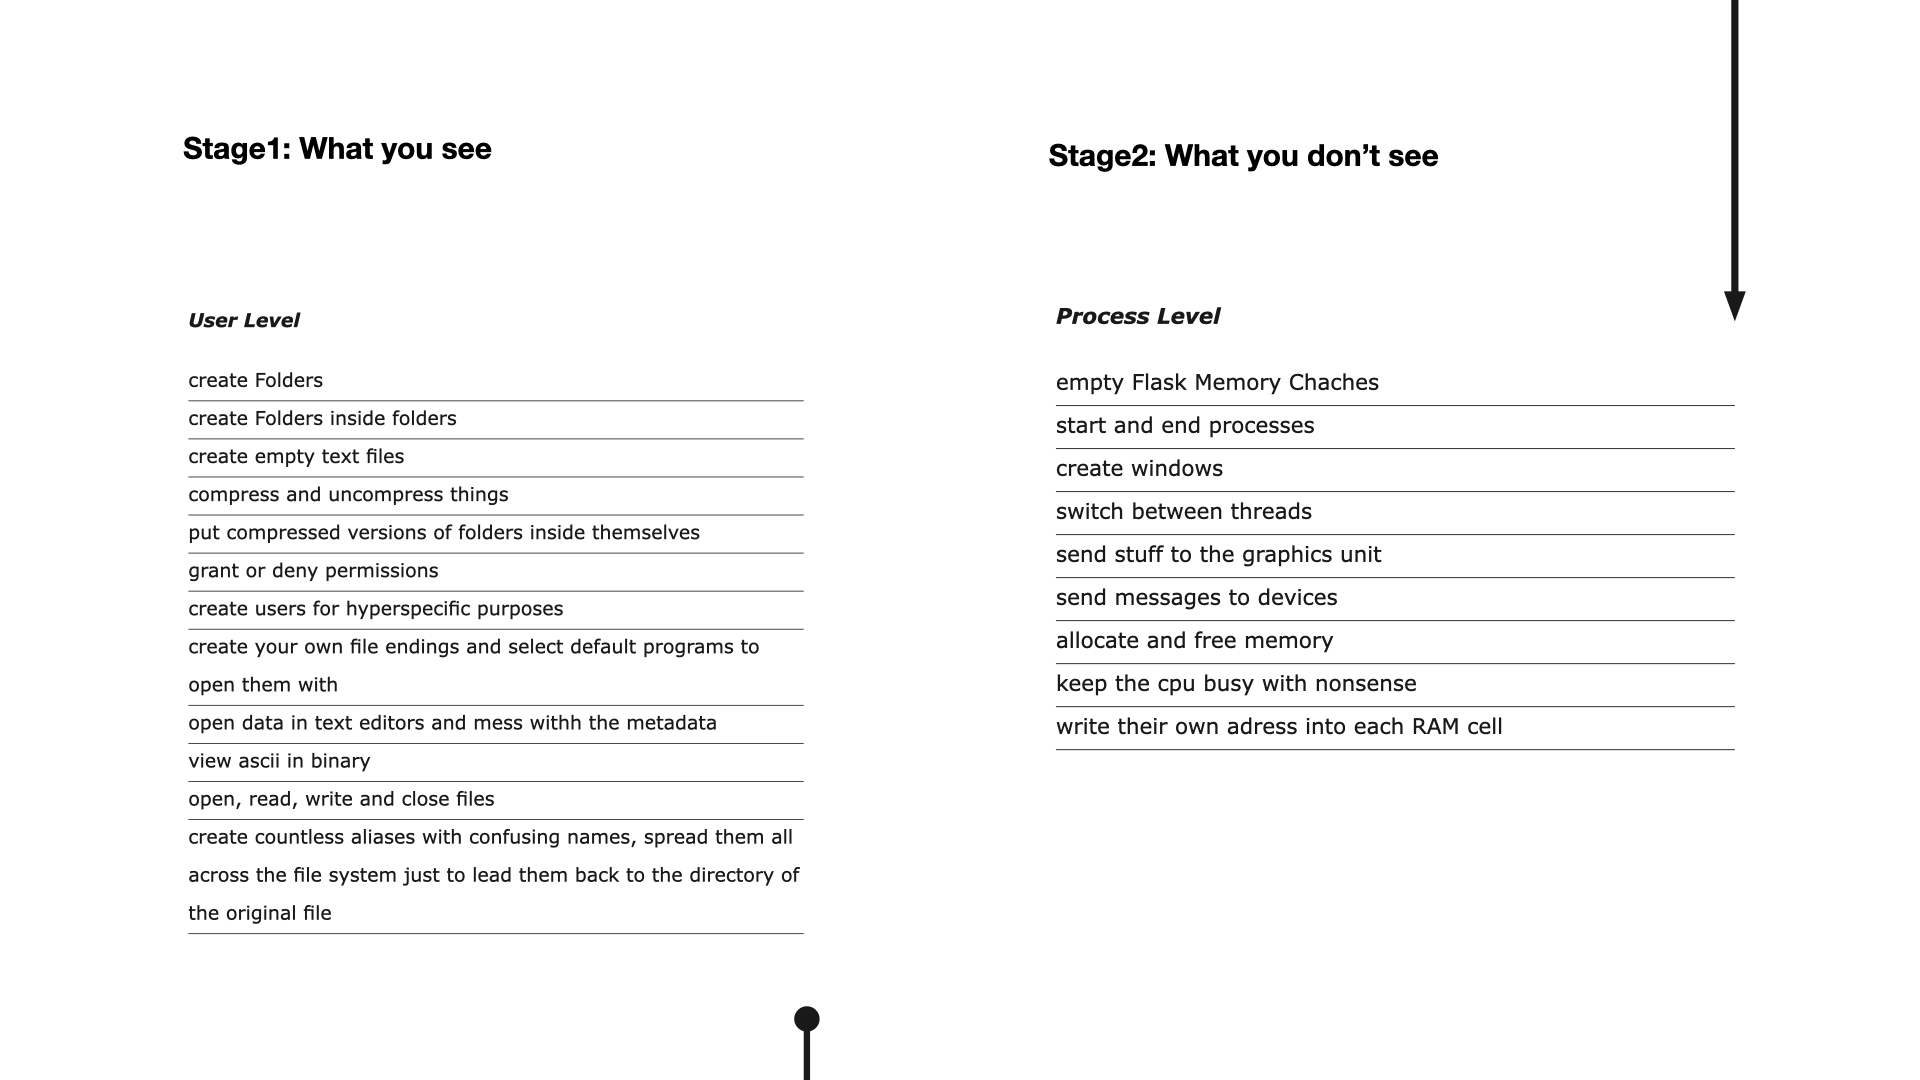 Stage1: What you see
User Level
create Folders
create Folders inside folders
create empty text files
compress and uncompress things
put compressed versions of folders inside themselves
grant or deny permissions
create users for hyperspecific purposes
create your own file endings and select default programs to
open them with
open data in text editors and mess withh the metadata
view ascii in binary
open, read, write and close files
create countless aliases with confusing names, spread them all
across the file system just to lead them back to the directory of
the original file
Stage2: What you don’t see
Process Level
empty Flask Memory Chaches
start and end processes
create windows
switch between threads
send stuff to the graphics unit
send messages to devices
allocate and free memory
keep the cpu busy with nonsense
write their own adress into each RAM cell